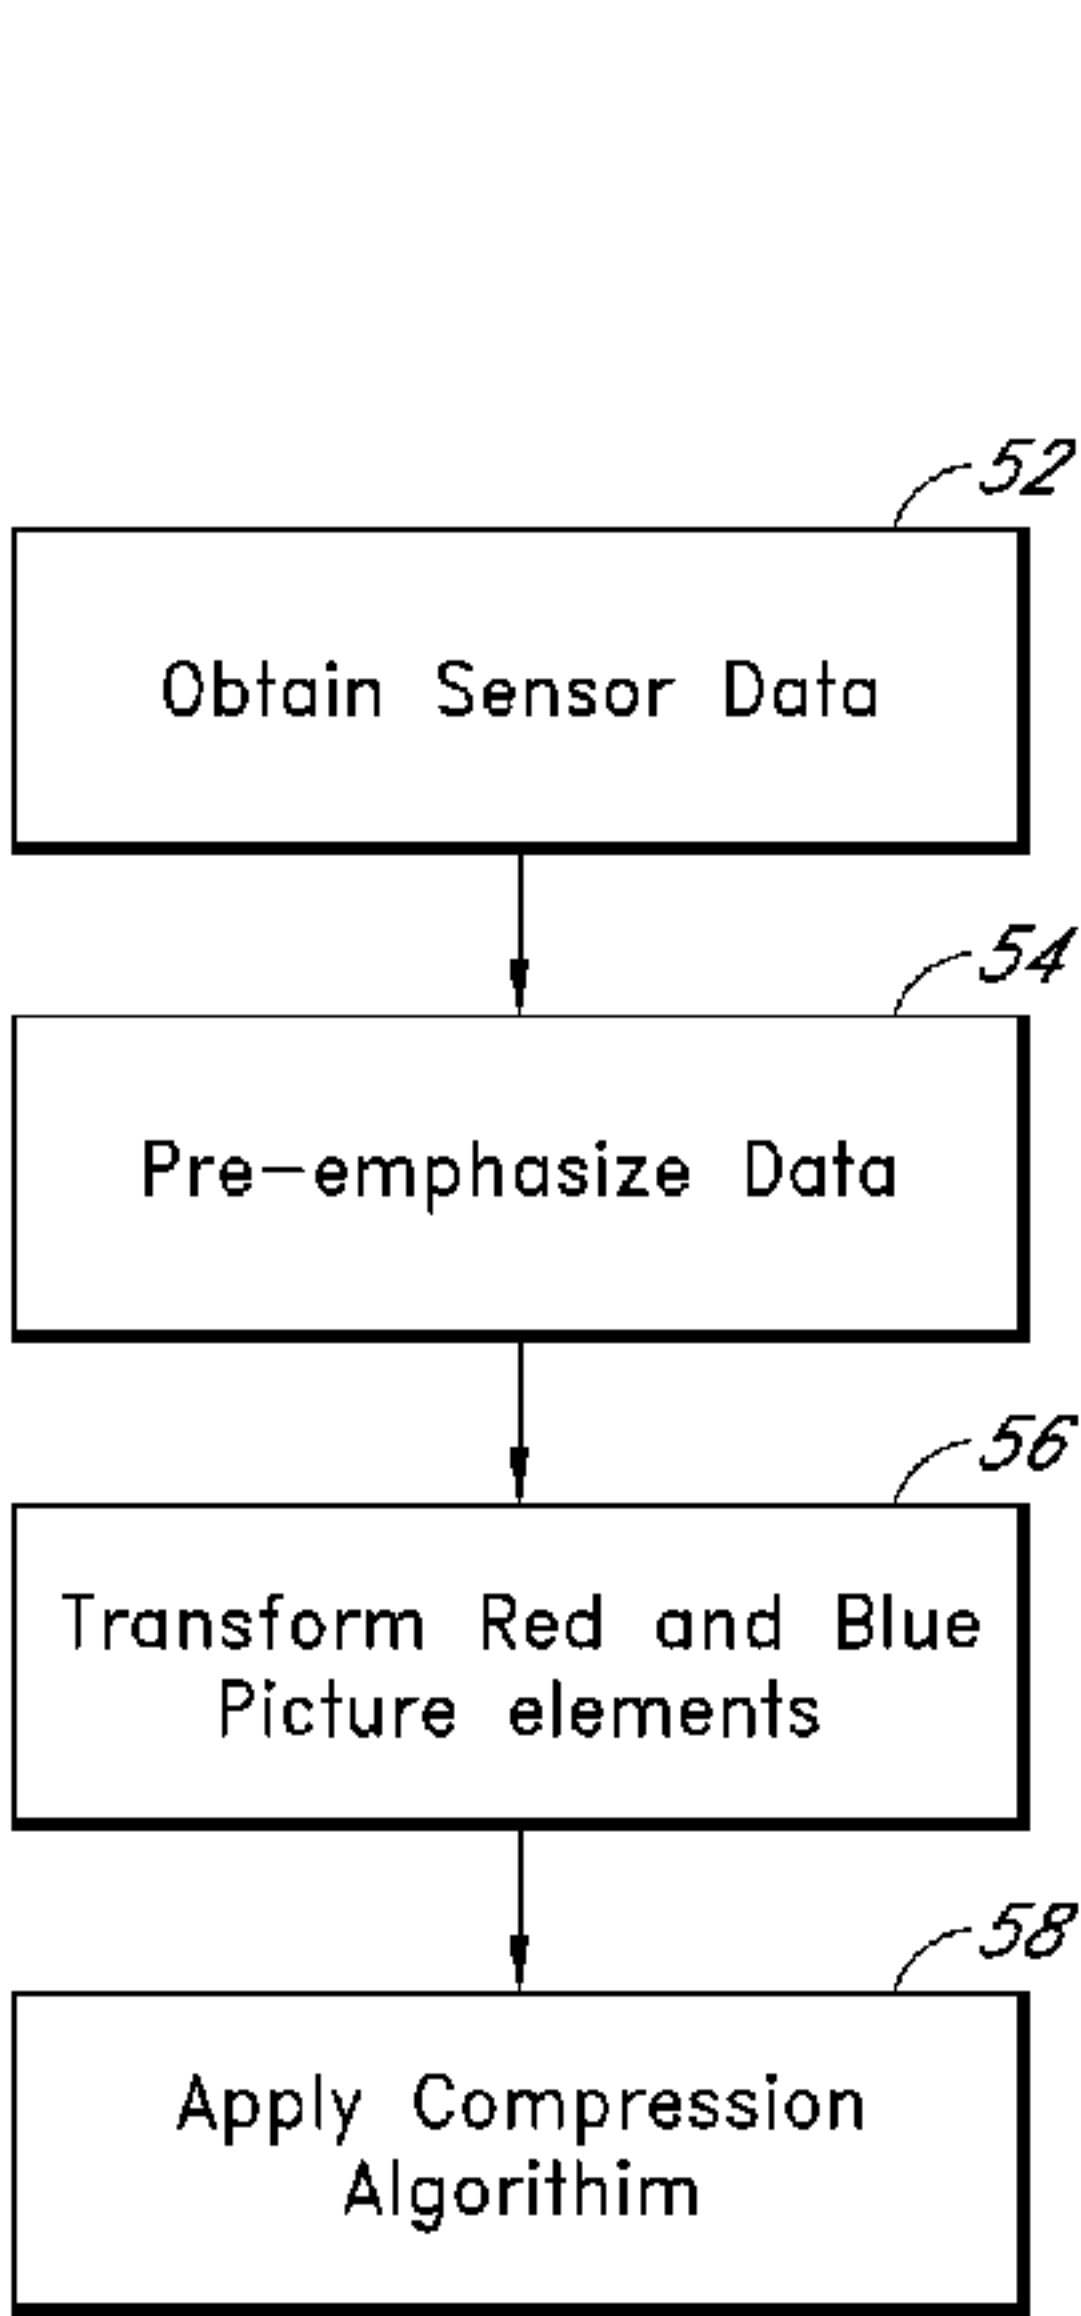 52
Obtain Sensor Data
54
Pre-emphasize Data
56
Transform Red and Blue
Picture elements
58
Apply Compression
Algorithim